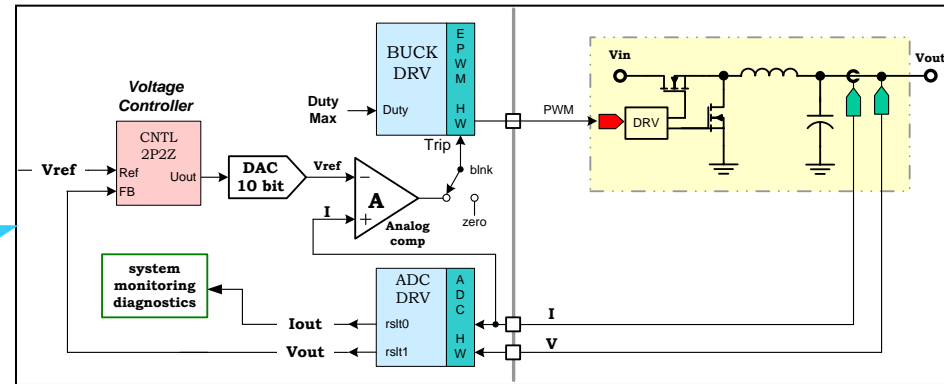 Voltage
Controller
Vref
CNTL
2P2Z
Ref
FB
Uout
DAC
10 bit
Vref
I
−
+
A
Analog
comp
Duty
Max
BUCK
DRV
Duty
E
P
W
M
H
W
Trip
blnk
zero
PWM
Vin
Vout
DRV
system
monitoring
diagnostics
Iout
Vout
ADC
DRV
rslt0
rslt1
A
D
C
H
W
I
V